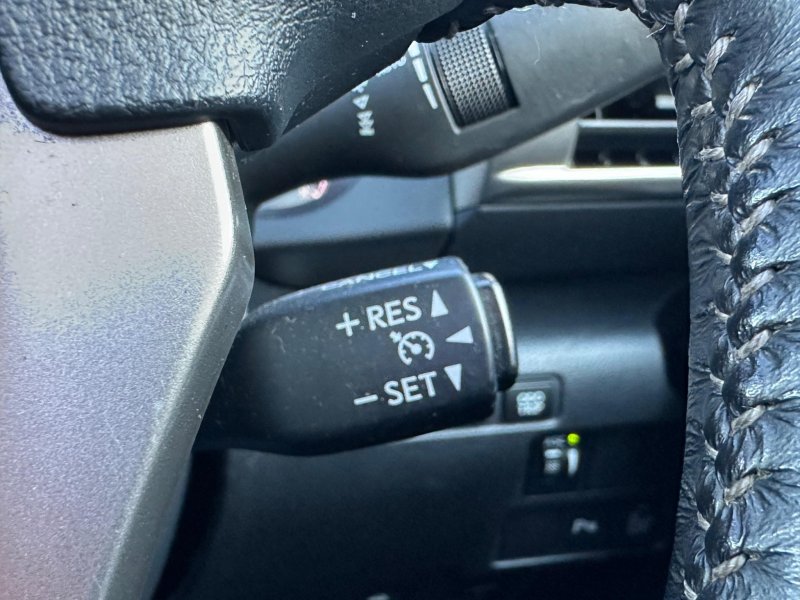 CANCEL
+ RES
- SET